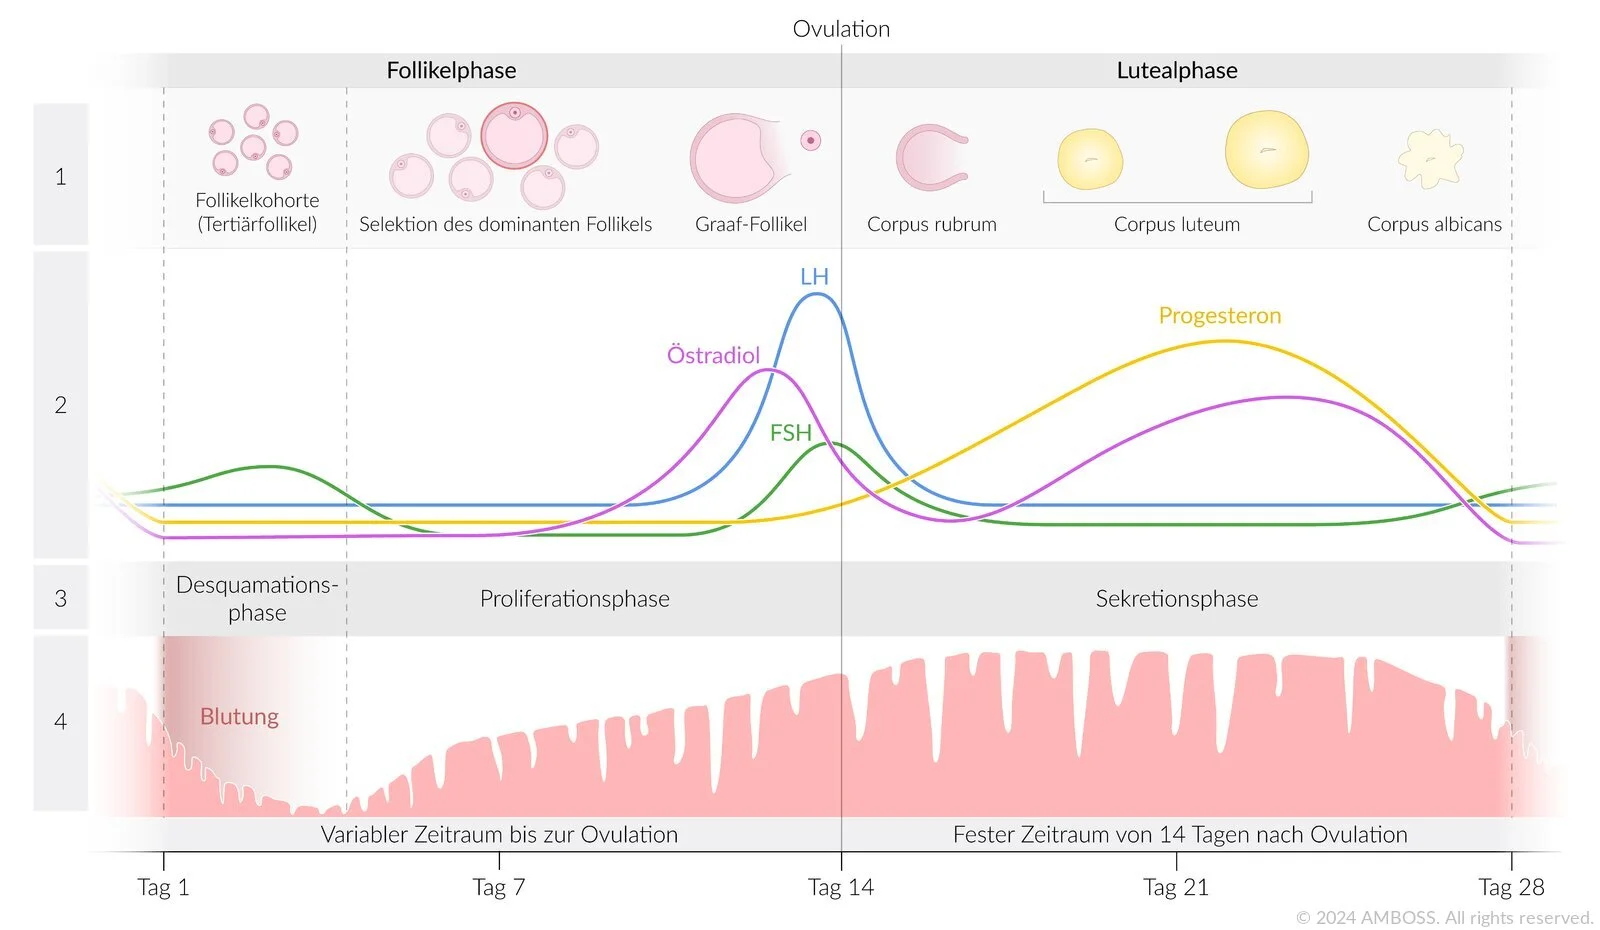 Ovulation
Follikelphase
Lutealphase
1
Follikelkohorte
(Tertiärfollikel)
Selektion des dominanten Follikels
Graaf-Follikel
Corpus rubrum
Corpus luteum
Corpus albicans
2
LH
Östradiol
FSH
Progesteron
3
Desquamations-
phase
Proliferationsphase
Sekretionsphase
4
Blutung
Variabler Zeitraum bis zur Ovulation
Fester Zeitraum von 14 Tagen nach Ovulation
Tag 1
Tag 7
Tag 14
Tag 21
Tag 28
© 2024 AMBOSS. All rights reserved.